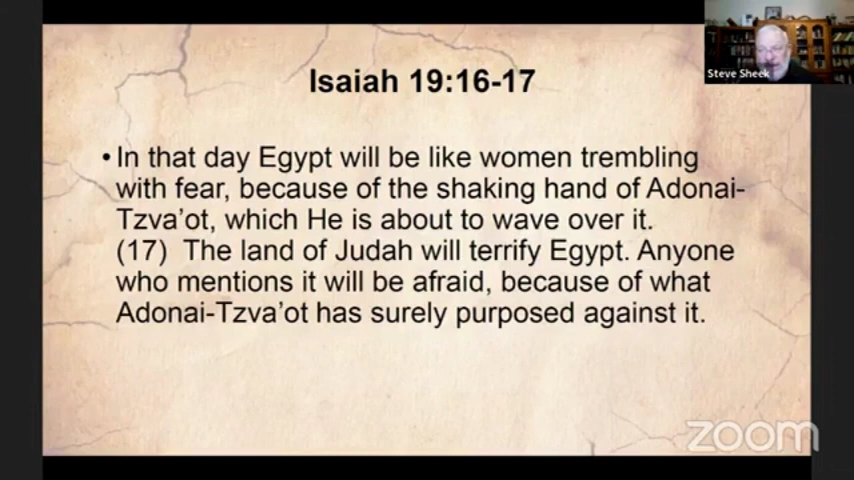 Steve Sheek
Isaiah 19:16-17
• In that day Egypt will be like women trembling
with fear, because of the shaking hand of Adonai-
Tzva’ot, which He is about to wave over it.
(17) The land of Judah will terrify Egypt. Anyone
who mentions it will be afraid, because of what
Adonai-Tzva’ot has surely purposed against it.
zoom